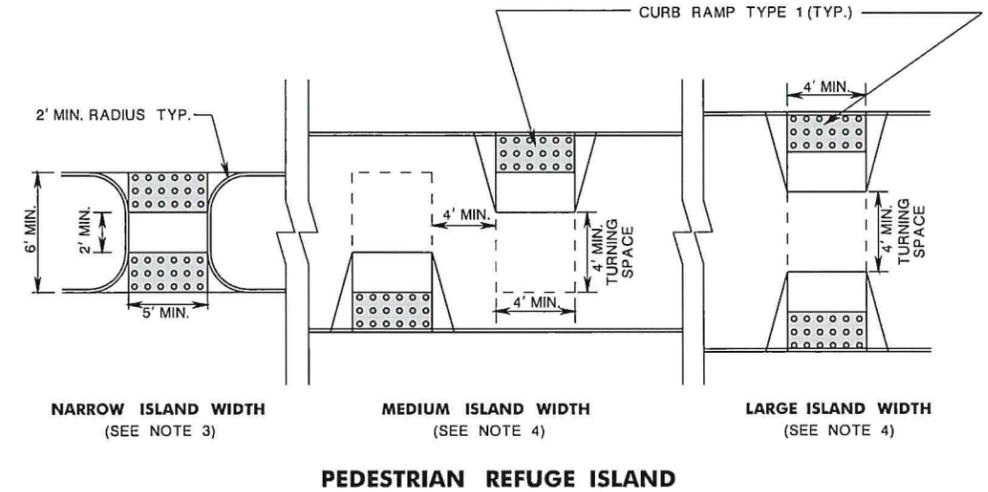 CURB RAMP TYPE 1 (TYP.)
2' MIN. RADIUS TYP.
6' MIN.
2' MIN.
5' MIN.
4' MIN.
4' MIN.
TURNING
SPACE
4' MIN.
4' MIN.
4' MIN.
TURNING
SPACE
NARROW ISLAND WIDTH
(SEE NOTE 3)
MEDIUM ISLAND WIDTH
(SEE NOTE 4)
LARGE ISLAND WIDTH
(SEE NOTE 4)
PEDESTRIAN REFUGE ISLAND